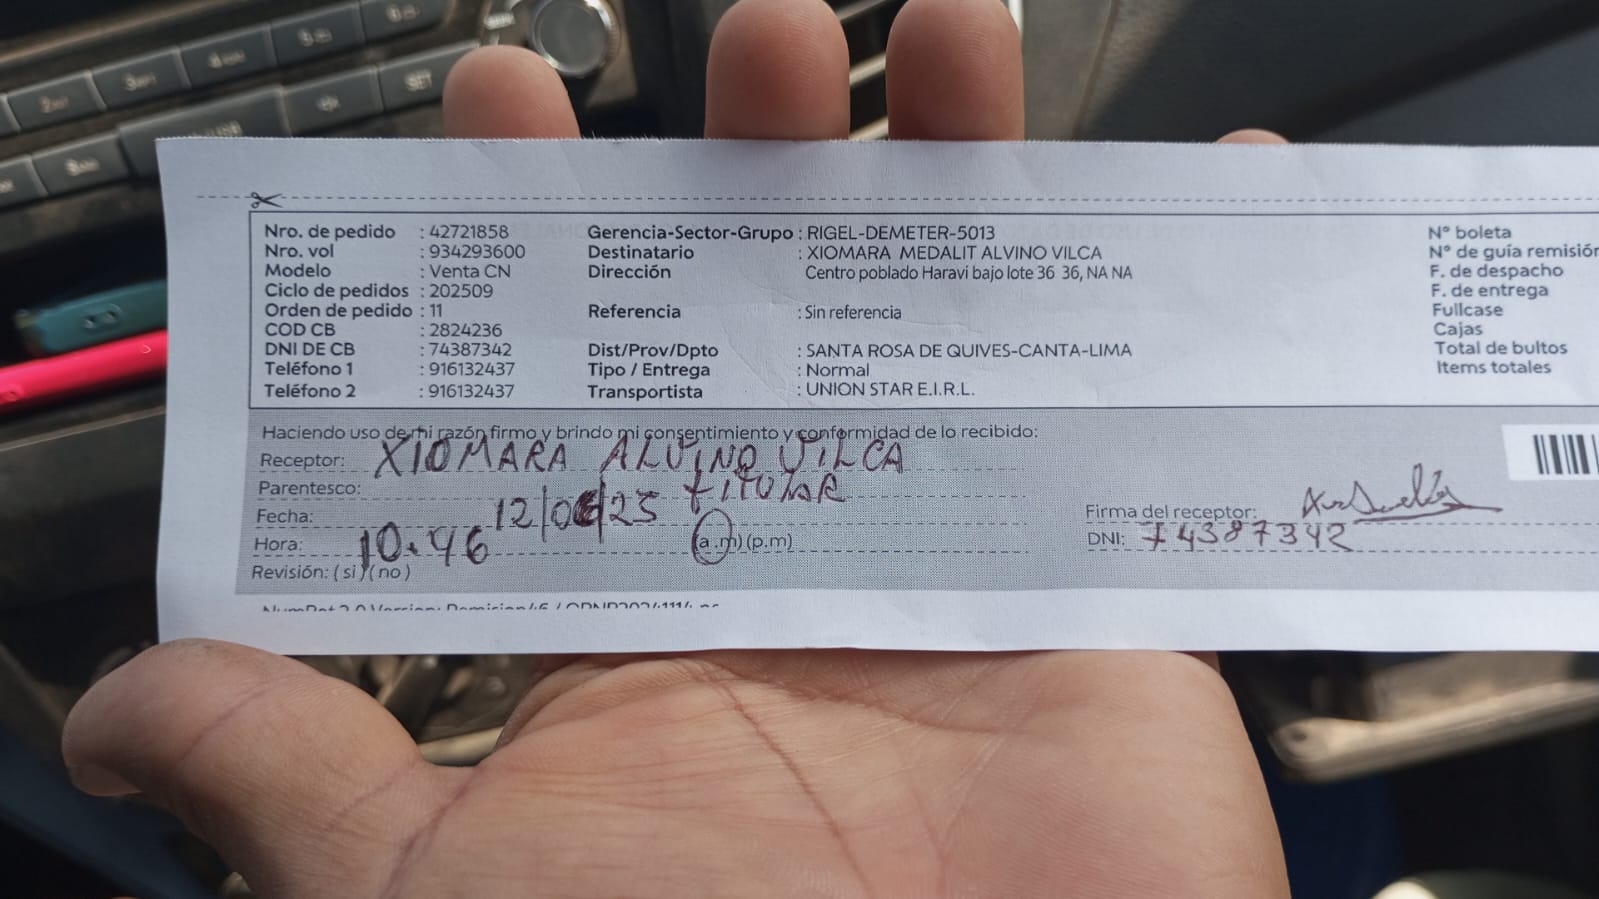 Nro. de pedido : 42721858 Gerencia-Sector-Grupo : RIGEL-DEMETER-5013 N° boleta
Nro. vol : 934293600 Destinatario : XIOMARA MEDALIT ALVINO VILCA N° de guía remisión
Modelo : Venta CN Dirección Centro poblado Haravi bajo lote 36 36, NA NA F. de despacho
Ciclo de pedidos : 202509 F. de entrega
Orden de pedido : 11 Referencia : Sin referencia Fullcase
COD CB : 2824236 Cajas
DNI DE CB : 74387342 Dist/Prov/Dpto : SANTA ROSA DE QUIVES-CANTA-LIMA Total de bultos
Teléfono 1 : 916132437 Tipo / Entrega : Normal Items totales
Teléfono 2 : 916132437 Transportista : UNION STAR E.I.R.L.
Haciendo uso de mi razón firmo y brindo mi consentimiento y conformidad de lo recibido:
Receptor: XIOMARA ALVINO VILCA
Parentesco: TITULAR
Fecha: 12/06/25 Firma del receptor:
Hora: 10.46 (a.m) (p.m) DNI: 74387342
Revisión: ( si ) ( no )